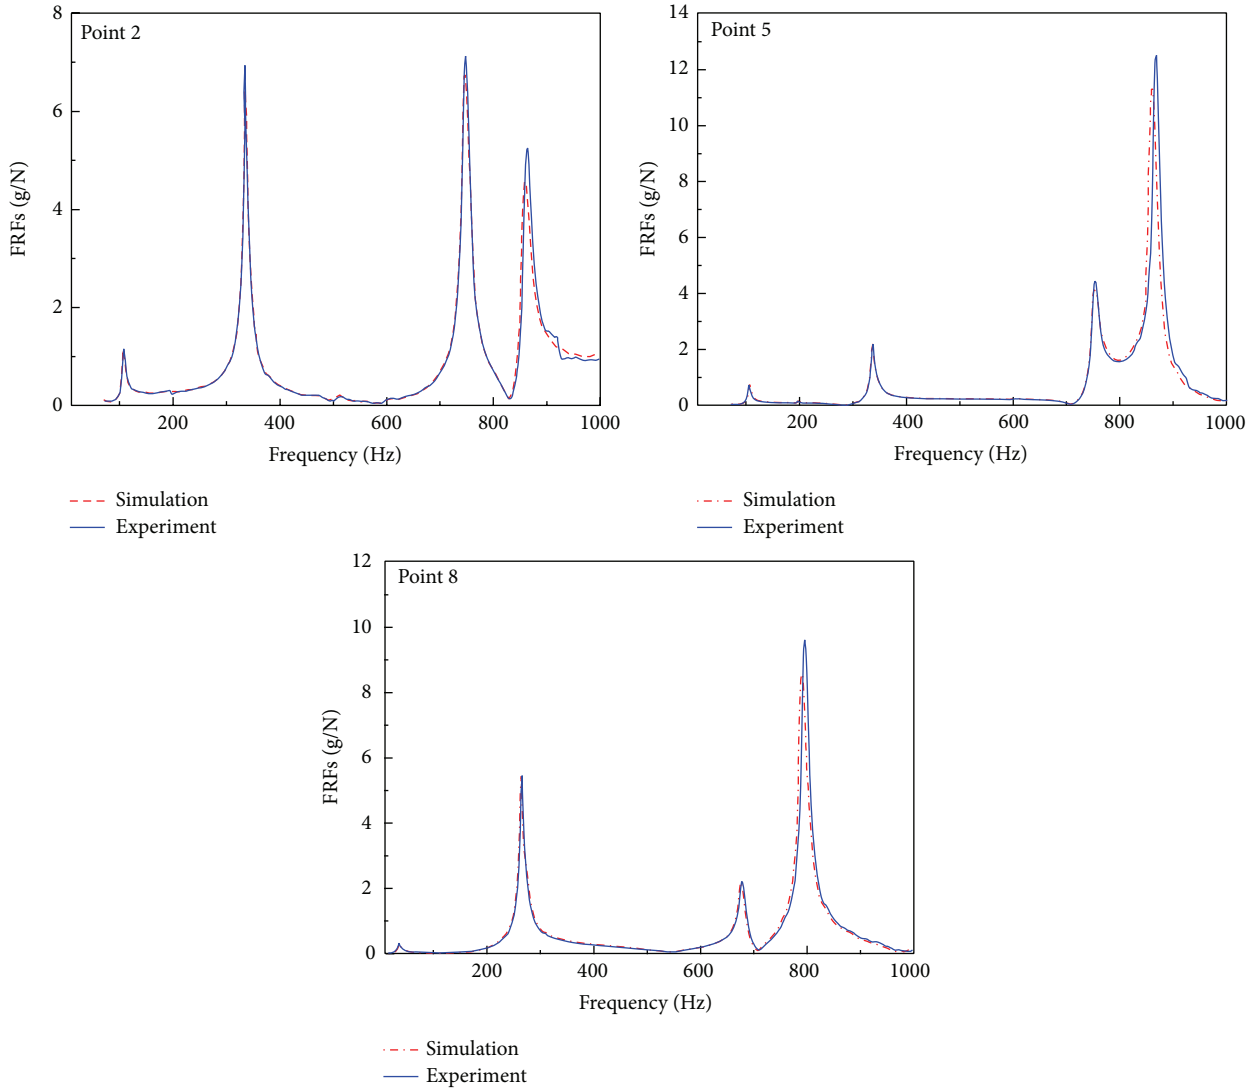 Point 2
8
6
4
2
0
FRFs (g/N)
200
400
600
800
1000
Frequency (Hz)
Simulation
Experiment
Point 5
14
12
10
8
6
4
2
0
FRFs (g/N)
200
400
600
800
1000
Frequency (Hz)
Simulation
Experiment
Point 8
12
10
8
6
4
2
0
FRFs (g/N)
200
400
600
800
1000
Frequency (Hz)
Simulation
Experiment